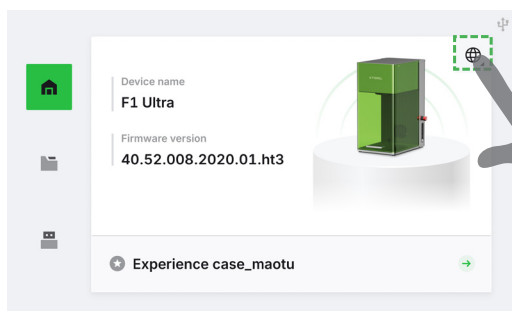 Device name
F1 Ultra
Firmware version
40.52.008.2020.01.ht3
Experience case_maotu